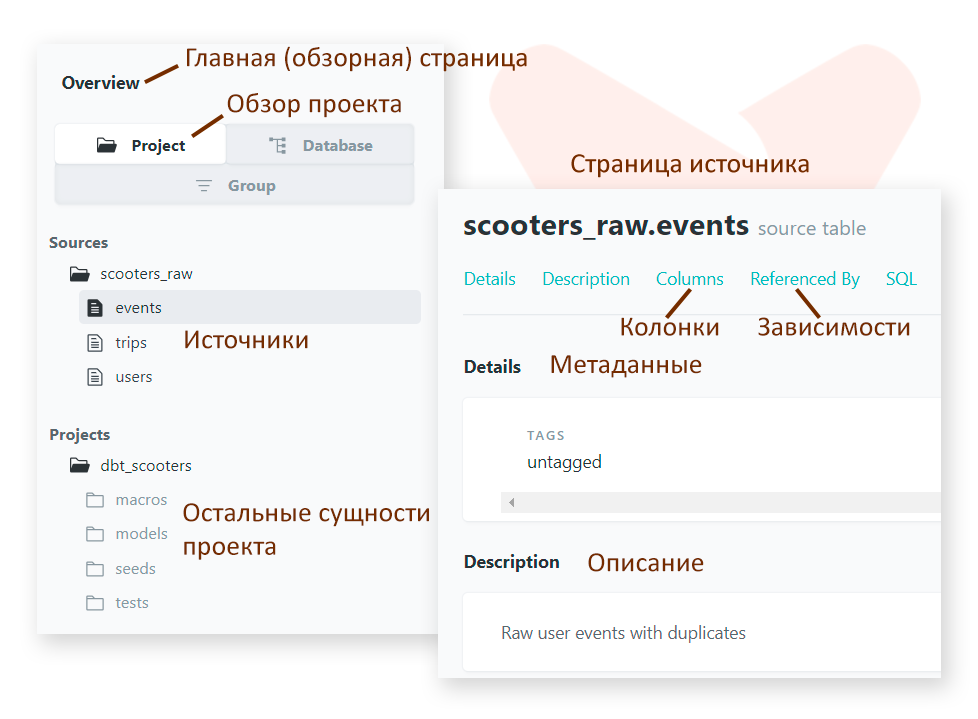 Главная (обзорная) страница
Overview
Обзор проекта
Project
Database
Group
Sources
scooters_raw
events
trips
Источники
users
Projects
dbt_scooters
macros
models
seeds
tests
Остальные сущности
проекта
Страница источника
scooters_raw.events source table
Details Description Columns Referenced By SQL
Колонки Зависимости
Details Метаданные
TAGS
untagged
Description Описание
Raw user events with duplicates